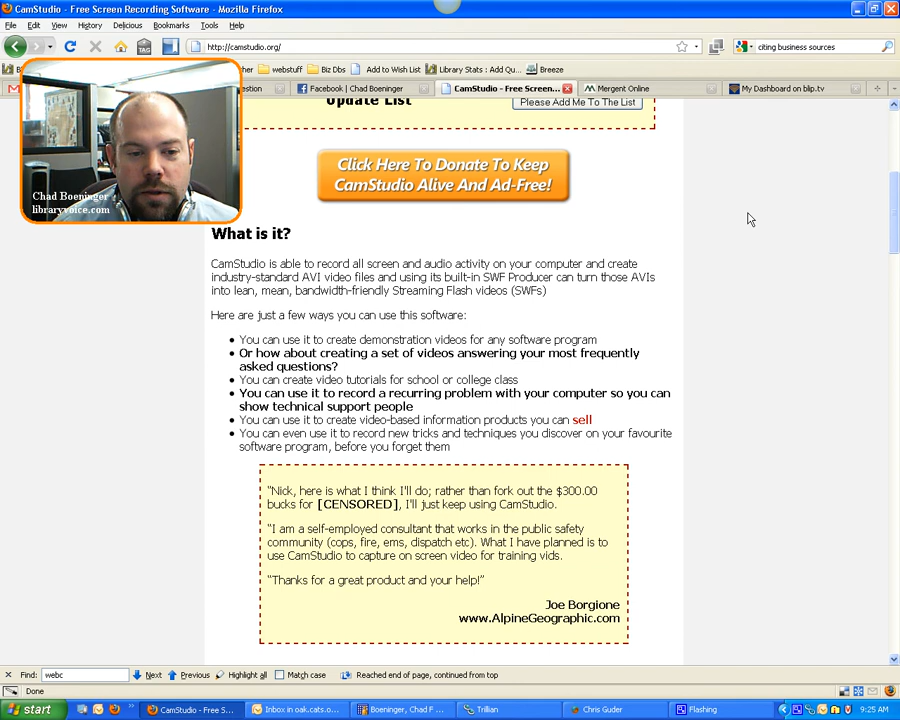 CamStudio - Free Screen Recording Software - Mozilla Firefox
File Edit View History Delicious Bookmarks Tools Help
TAG http://camstudio.org/ citing business sources
webstuff Biz Dbs Add to Wish List Library Stats : Add Qu... Breeze
Facebook | Chad Boeninger CamStudio - Free Screen... Mergent Online My Dashboard on blip.tv
Update List Please Add Me To The List
Click Here To Donate To Keep
CamStudio Alive And Ad-Free!
Chad Boeninger
libraryvoice.com
What is it?
CamStudio is able to record all screen and audio activity on your computer and create
industry-standard AVI video files and using its built-in SWF Producer can turn those AVIs
into lean, mean, bandwidth-friendly Streaming Flash videos (SWFs)
Here are just a few ways you can use this software:
You can use it to create demonstration videos for any software program
Or how about creating a set of videos answering your most frequently
asked questions?
You can create video tutorials for school or college class
You can use it to record a recurring problem with your computer so you can
show technical support people
You can use it to create video-based information products you can sell
You can even use it to record new tricks and techniques you discover on your favourite
software program, before you forget them
"Nick, here is what I think I'll do; rather than fork out the $300.00
bucks for [CENSORED], I'll just keep using CamStudio.
"I am a self-employed consultant that works in the public safety
community (cops, fire, ems, dispatch etc). What I have planned is to
use CamStudio to capture on screen video for training vids.
"Thanks for a great product and your help!"
Joe Borgione
www.AlpineGeographic.com
Find: webc Next Previous Highlight all Match case Reached end of page, continued from top
Done
start CamStudio - Free S... Inbox in oak.cats.o... Boeninger, Chad F ... Trillian Chris Guder Flashing 9:25 AM